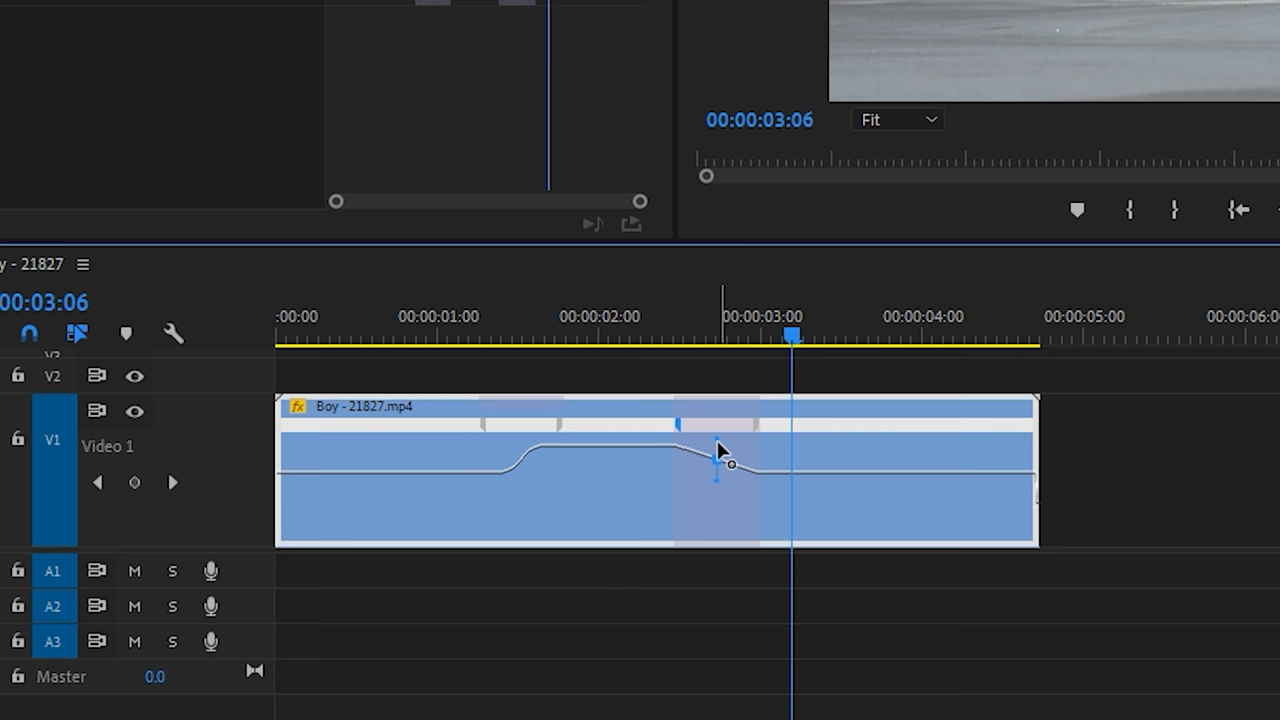 00:00:03:06
Fit
y - 21827
00:03:06
:00:00
00:00:01:00
00:00:02:00
00:00:03:00
00:00:04:00
00:00:05:00
00:00:06:0
V3
V2
fx Boy - 21827.mp4
V1
Video 1
A1 M S
A2 M S
A3 M S
Master 0.0